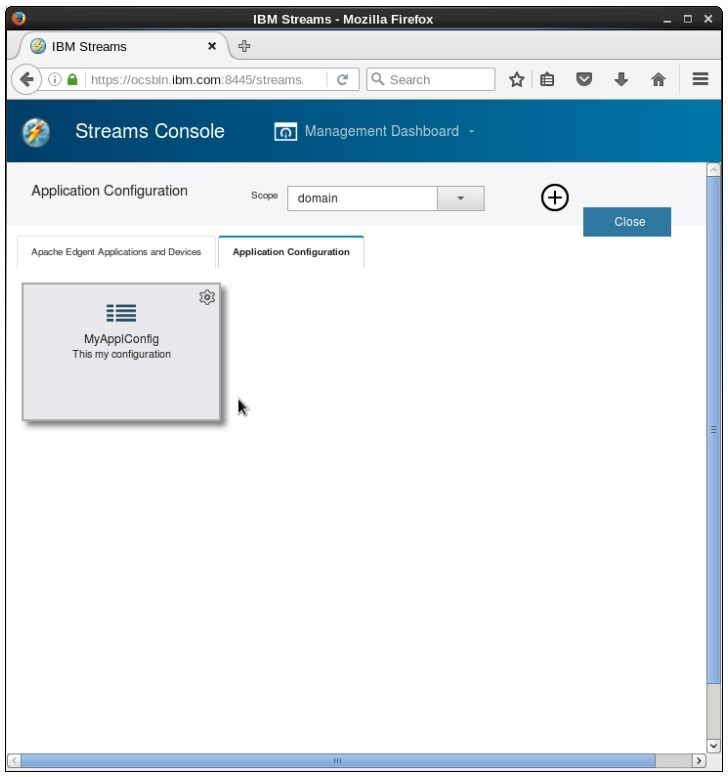 IBM Streams - Mozilla Firefox
IBM Streams
https://ocsbln.ibm.com:8445/streams. Search
Streams Console Management Dashboard
Application Configuration Scope domain
Close
Apache Edgent Applications and Devices Application Configuration
MyApplConfig
This my configuration